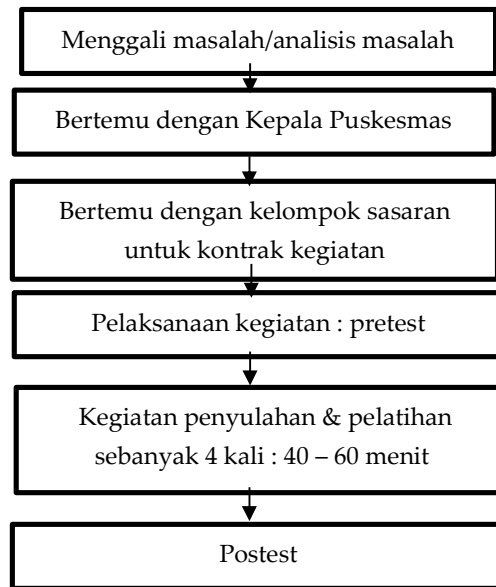 Menggali masalah/analisis masalah
Bertemu dengan Kepala Puskesmas
Bertemu dengan kelompok sasaran
untuk kontrak kegiatan
Pelaksanaan kegiatan : pretest
Kegiatan penyulahan & pelatihan
sebanyak 4 kali : 40 – 60 menit
Postest